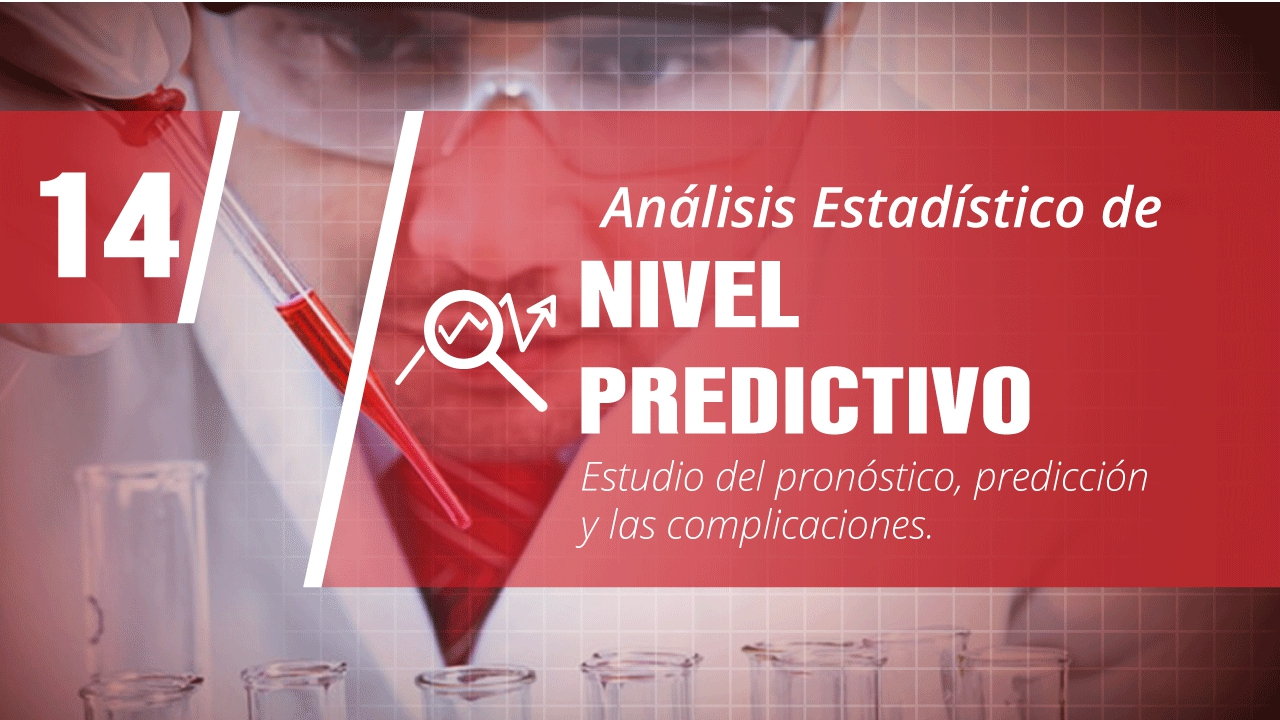 14
Análisis Estadístico de
NIVEL
PREDICTIVO
Estudio del pronóstico, predicción
y las complicaciones.